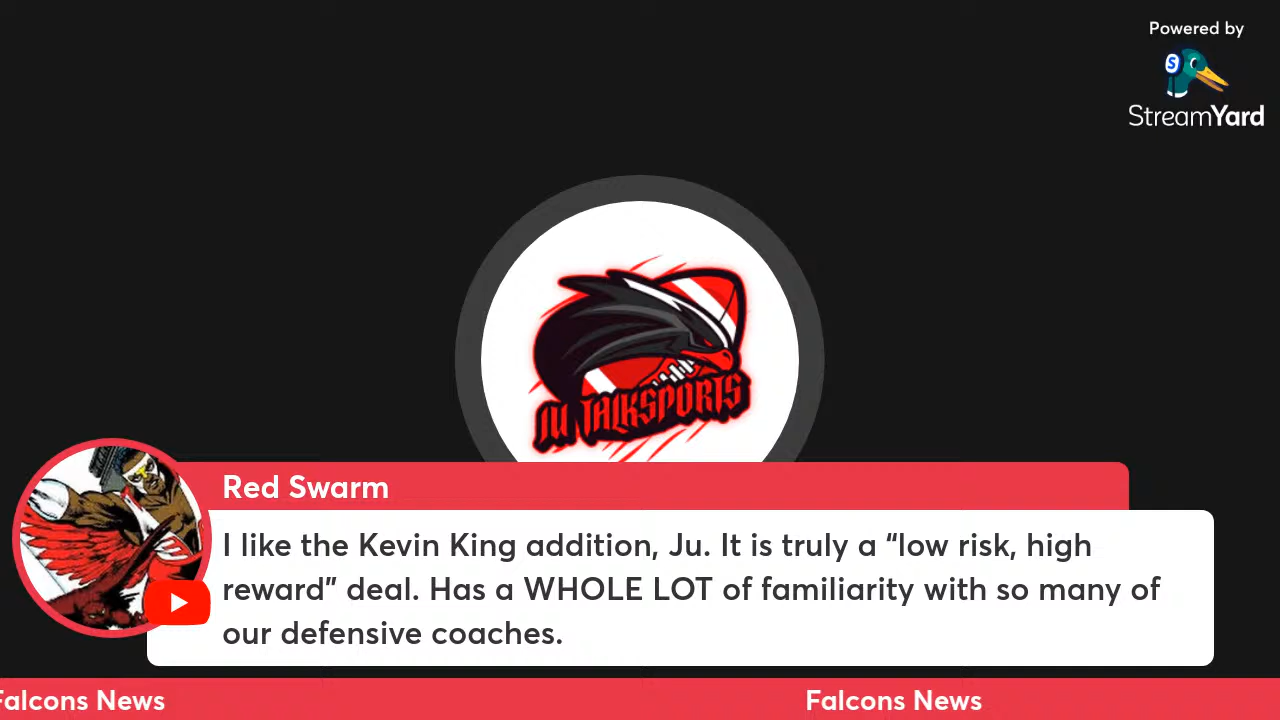 Powered by
S
StreamYard
JU TALKSPORTS
Red Swarm
I like the Kevin King addition, Ju. It is truly a “low risk, high
reward” deal. Has a WHOLE LOT of familiarity with so many of
our defensive coaches.
Falcons News Falcons News